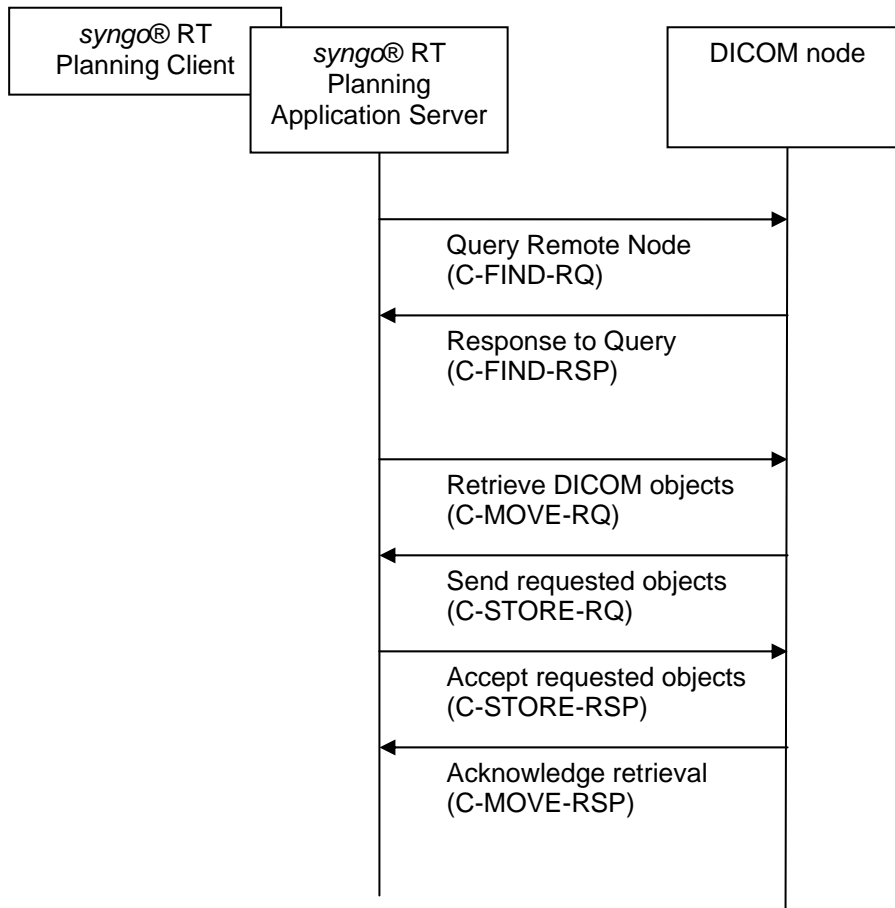 syngo® RT
Planning Client
syngo® RT
Planning
Application Server
DICOM node
Query Remote Node
(C-FIND-RQ)
Response to Query
(C-FIND-RSP)
Retrieve DICOM objects
(C-MOVE-RQ)
Send requested objects
(C-STORE-RQ)
Accept requested objects
(C-STORE-RSP)
Acknowledge retrieval
(C-MOVE-RSP)